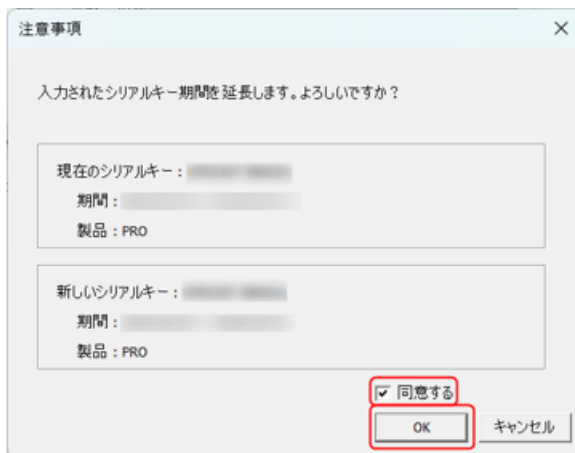 注意事項
入力されたシリアルキー期間を延長します。よろしいですか？
現在のシリアルキー：
期間：
製品：PRO
新しいシリアルキー：
期間：
製品：PRO
同意する
OK
キャンセル